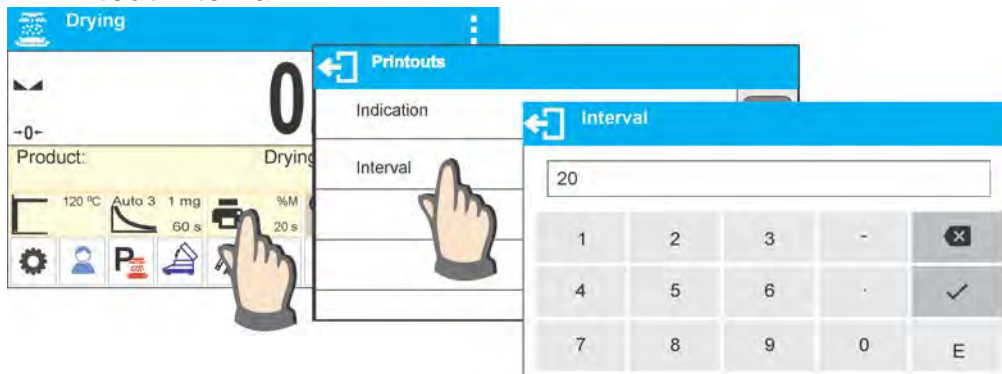 Drying
0
→0←
Product:
Drying
120 ºC
Auto 3
1 mg
60 s
%M
20 s
P
Printouts
Indication
Interval
Interval
20
1 2 3 -
4 5 6 .
7 8 9 0 E